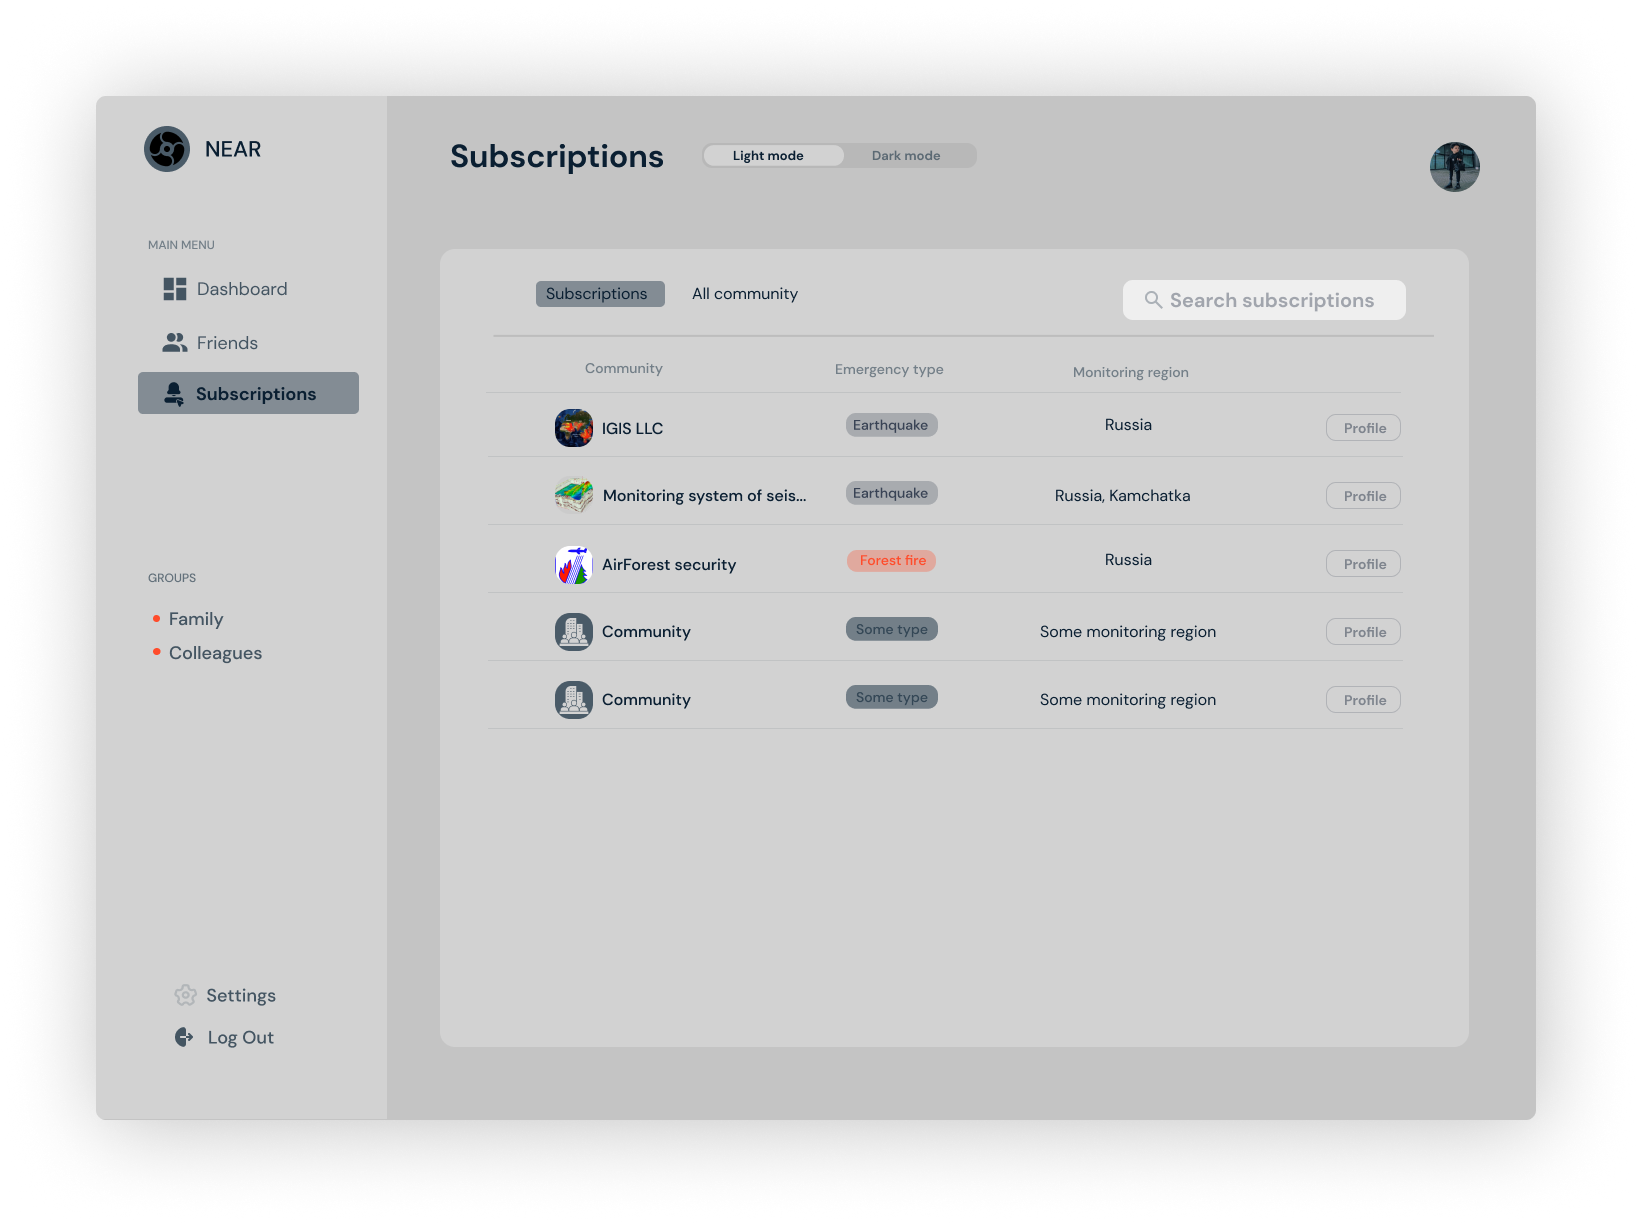 NEAR
MAIN MENU
Dashboard
Friends
Subscriptions
GROUPS
Family
Colleagues
Settings
Log Out
Subscriptions
Light mode
Dark mode
Subscriptions
All community
Search subscriptions
Community
Emergency type
Monitoring region
IGIS LLC
Earthquake
Russia
Profile
Monitoring system of seis...
Earthquake
Russia, Kamchatka
Profile
AirForest security
Forest fire
Russia
Profile
Community
Some type
Some monitoring region
Profile
Community
Some type
Some monitoring region
Profile